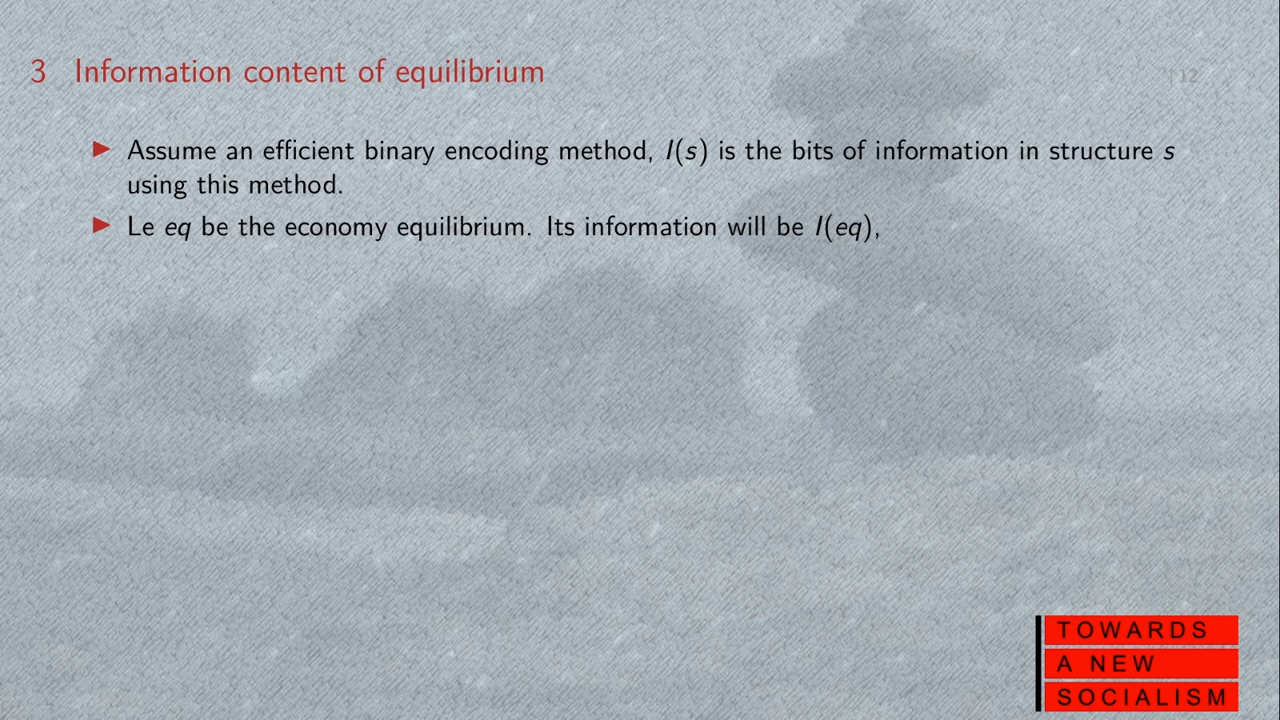 3 Information content of equilibrium
| 12
▶ Assume an efficient binary encoding method, I(s) is the bits of information in structure s
using this method.
▶ Le eq be the economy equilibrium. Its information will be I(eq),
TOWARDS
A NEW
SOCIALISM